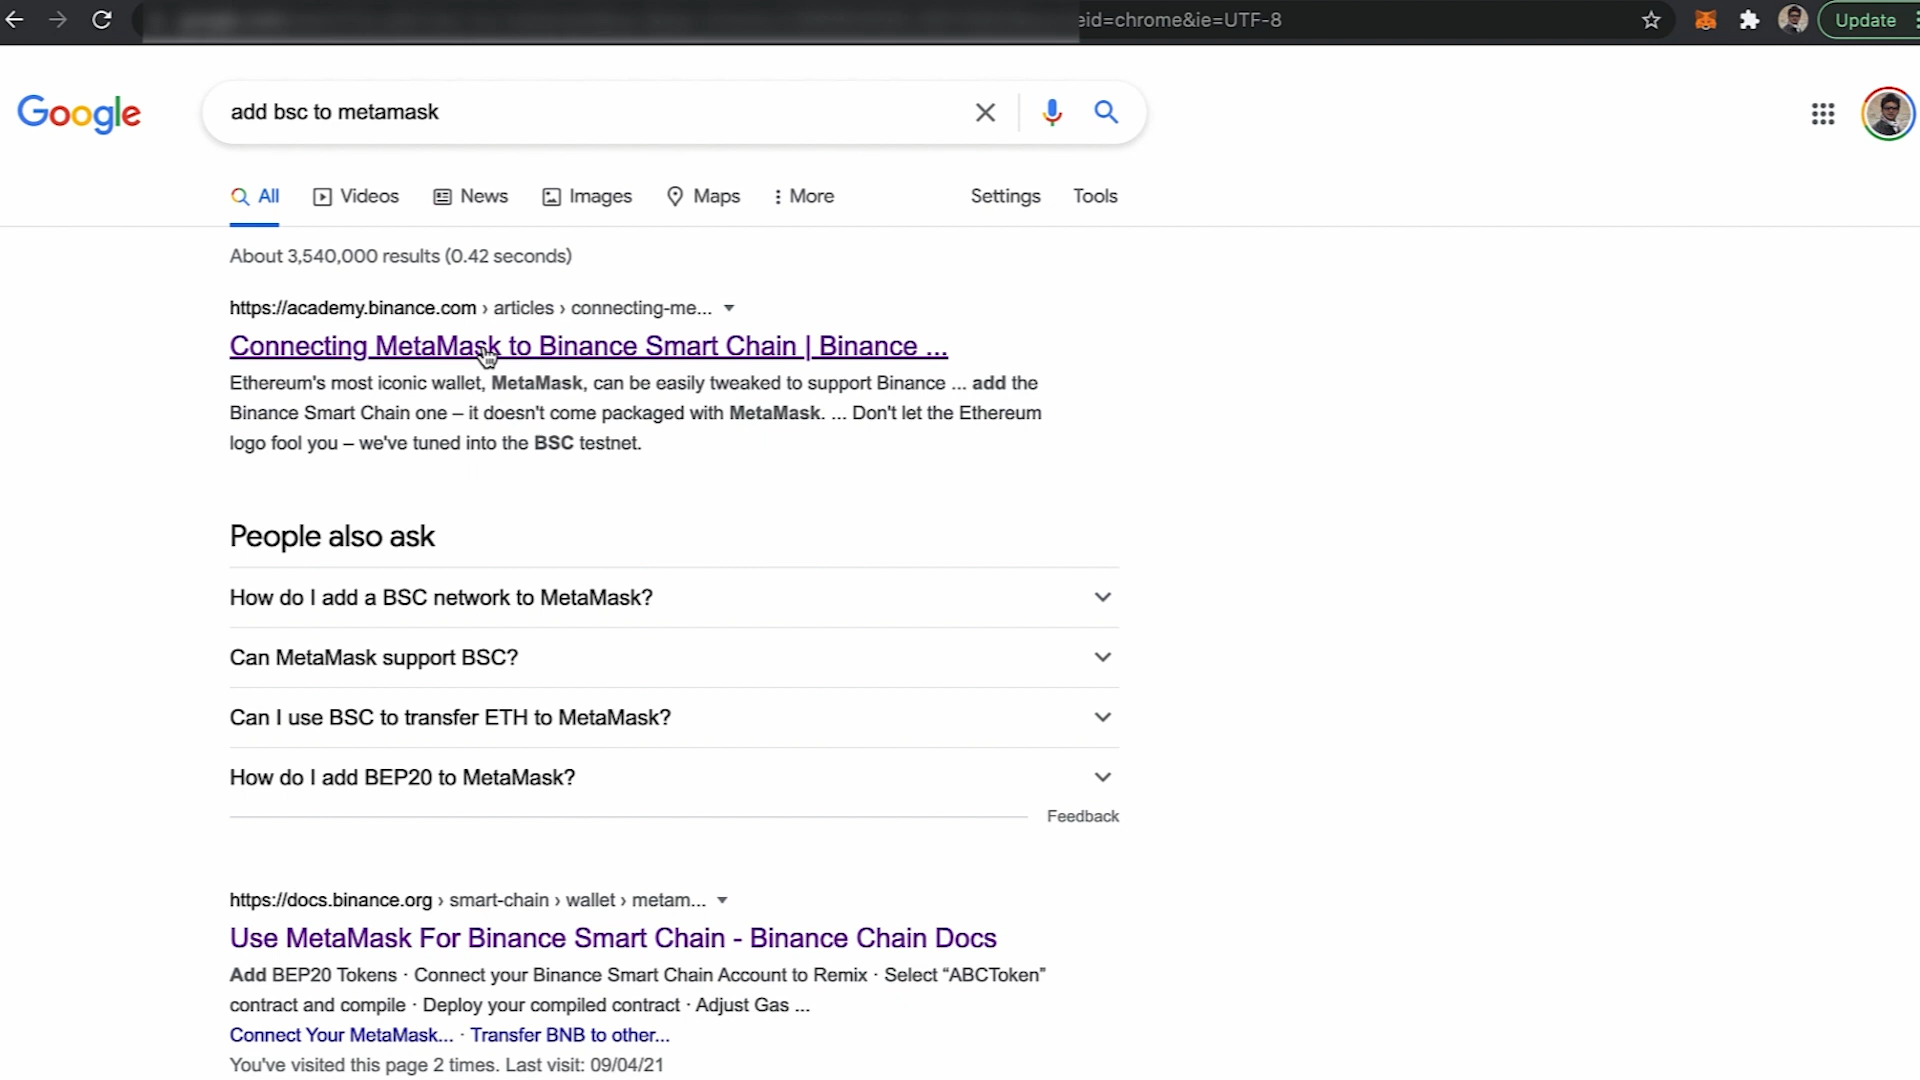 eid=chrome&ie=UTF-8
Update
Google
add bsc to metamask
All
Videos
News
Images
Maps
More
Settings
Tools
About 3,540,000 results (0.42 seconds)
https://academy.binance.com › articles › connecting-me...
Connecting MetaMask to Binance Smart Chain | Binance ...
Ethereum's most iconic wallet, MetaMask, can be easily tweaked to support Binance ... add the
Binance Smart Chain one – it doesn't come packaged with MetaMask. ... Don't let the Ethereum
logo fool you – we've tuned into the BSC testnet.
People also ask
How do I add a BSC network to MetaMask?
Can MetaMask support BSC?
Can I use BSC to transfer ETH to MetaMask?
How do I add BEP20 to MetaMask?
Feedback
https://docs.binance.org › smart-chain › wallet › metam...
Use MetaMask For Binance Smart Chain - Binance Chain Docs
Add BEP20 Tokens · Connect your Binance Smart Chain Account to Remix · Select “ABCToken”
contract and compile · Deploy your compiled contract · Adjust Gas ...
Connect Your MetaMask... · Transfer BNB to other...
You've visited this page 2 times. Last visit: 09/04/21